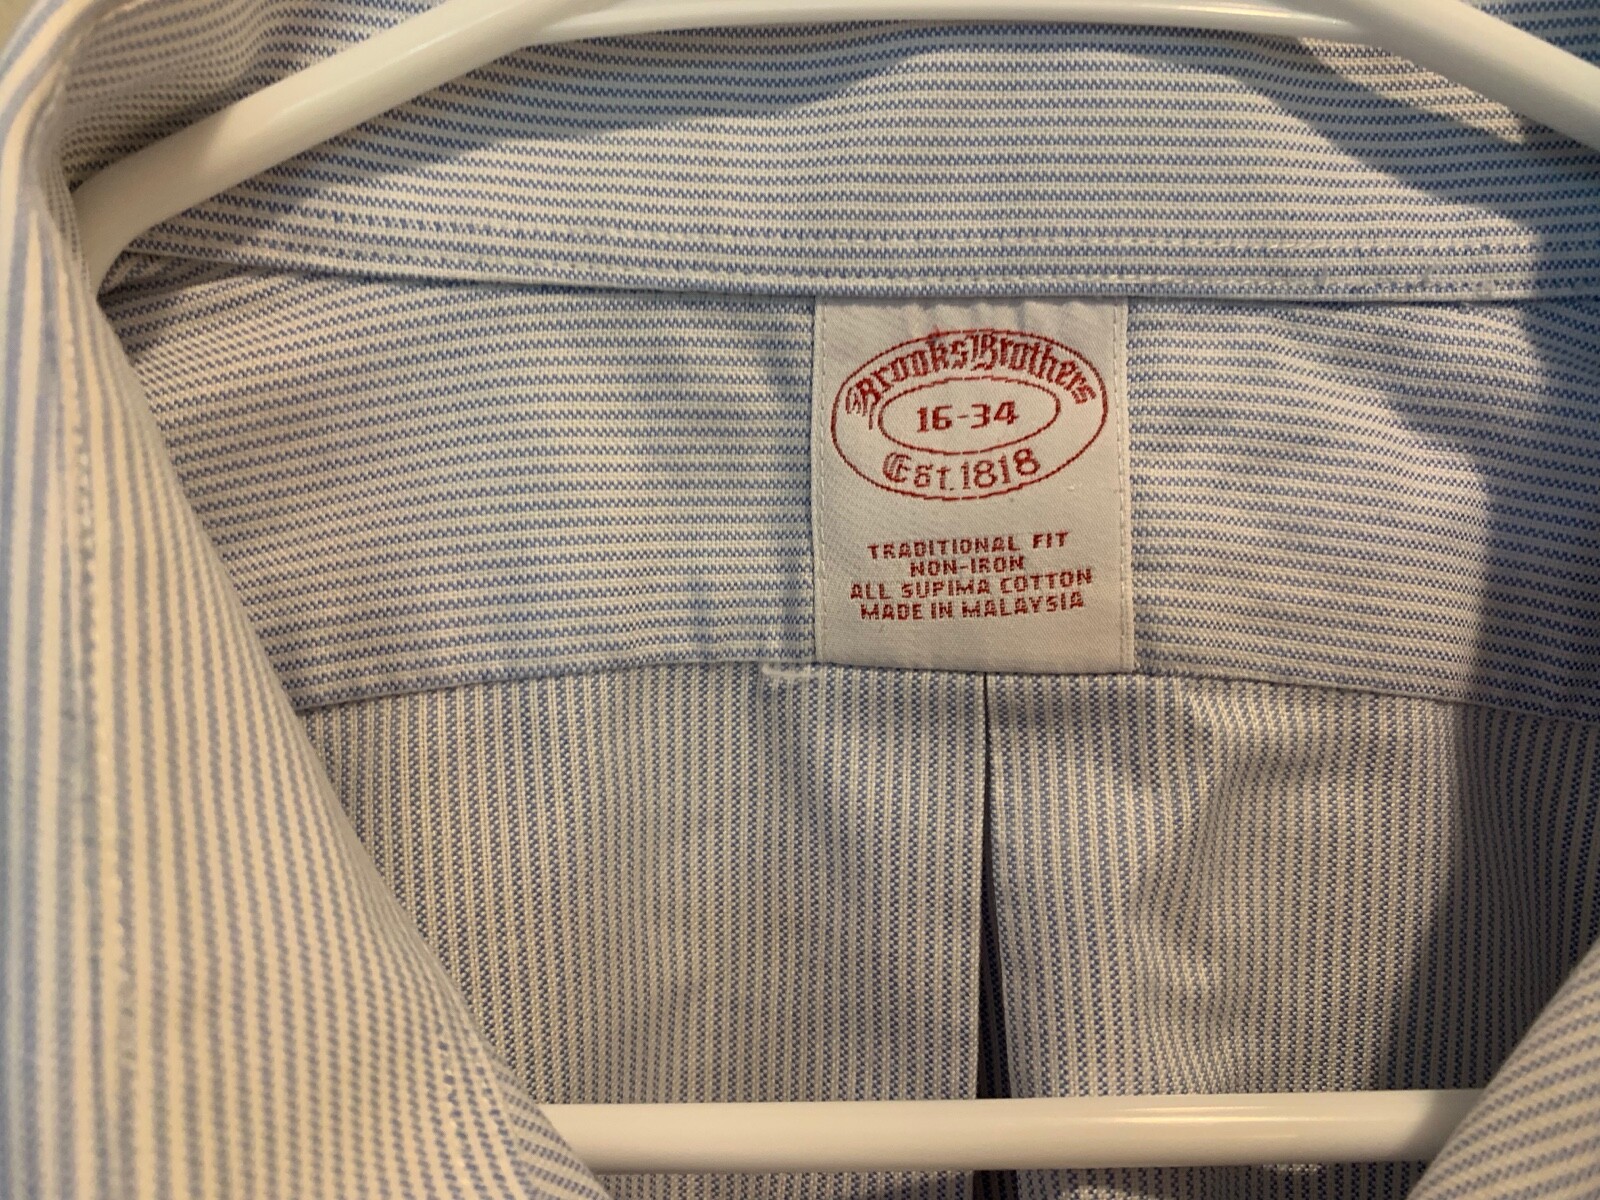 Brooks Brothers
16-34
Est. 1818
TRADITIONAL FIT
NON-IRON
ALL SUPIMA COTTON
MADE IN MALAYSIA